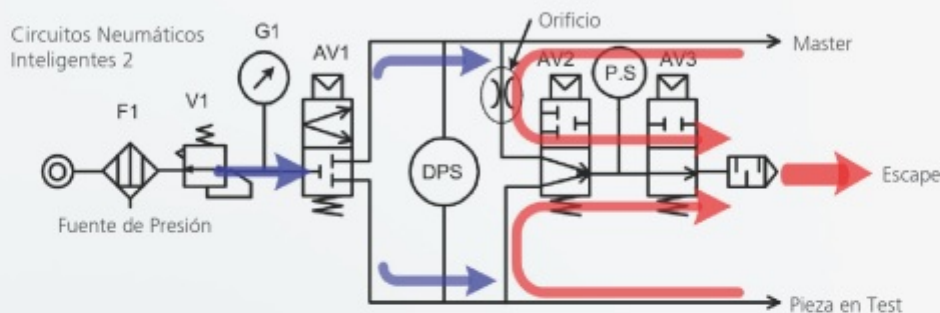 Circuitos Neumáticos
Inteligentes 2
Orificio
G1
AV1
Master
AV2
P.S
AV3
F1
V1
DPS
Escape
Fuente de Presión
Pieza en Test